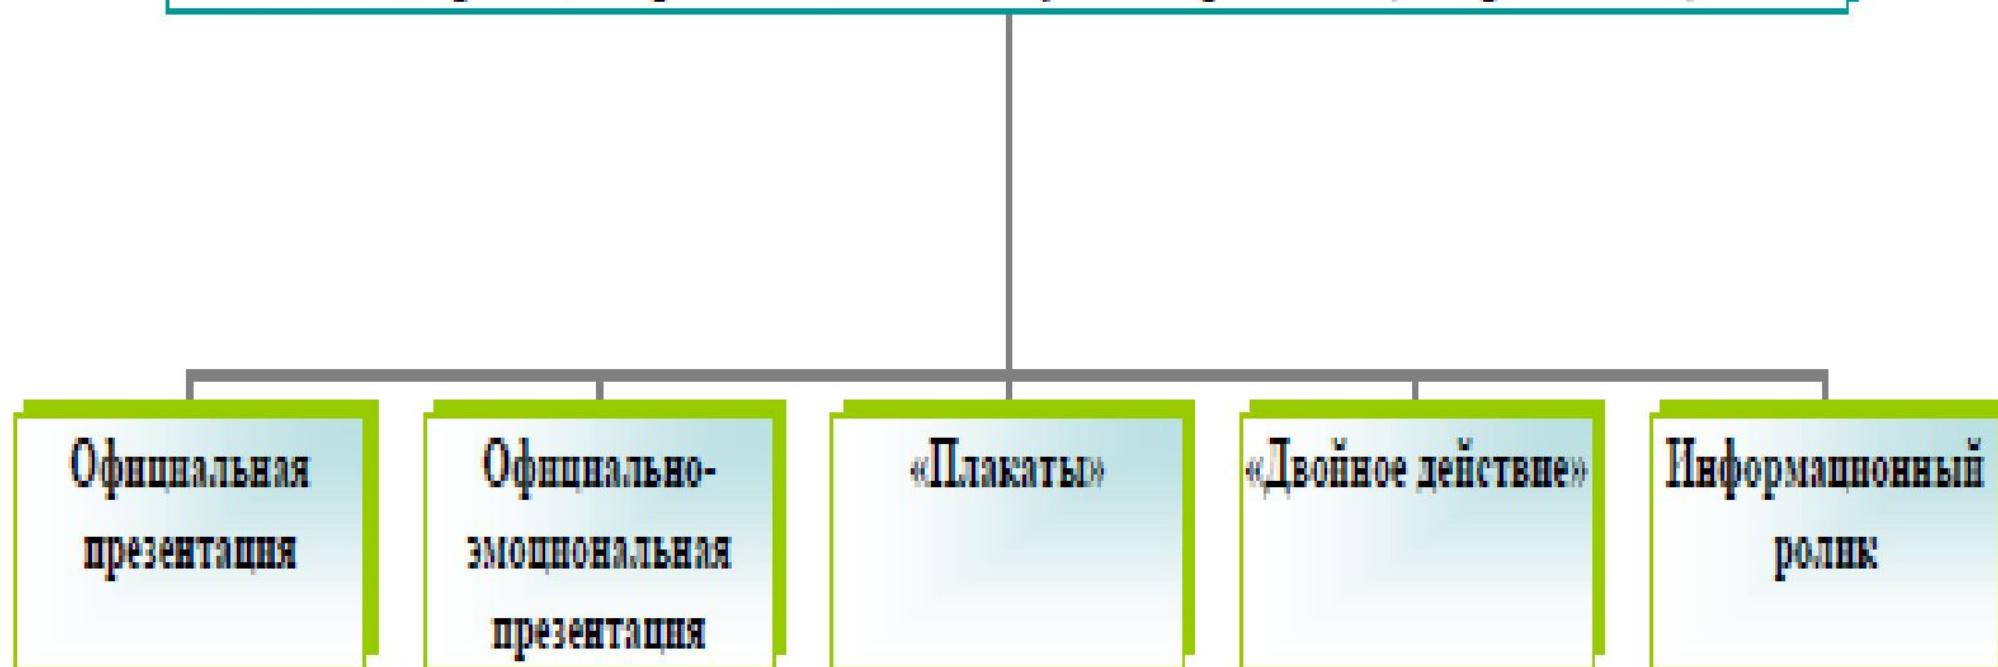 Официальная
презентация
Официально-
эмоциональная
презентация
«Плакаты»
«Двойное действие»
Информационный
ролик